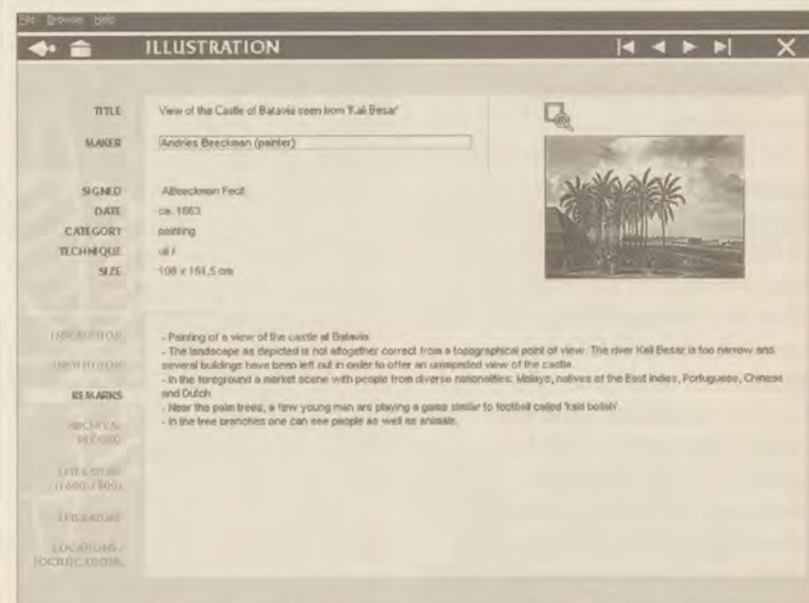 File Browser Help
ILLUSTRATION
TITLE View of the Castle of Batavia seen from 'Kali Besar'
MAKER Andries Beeckman (painter)
SIGNED ABeeckman Fecit
DATE ca. 1663
CATEGORY painting
TECHNIQUE oil /
SIZE 108 x 151,5 cm
DESCRIPTION
REMARKS
ARCHIVAL
RECORD
LITERATURE
(1600-1800)
LITERATURE
LOCATIONS /
- Painting of a view of the castle at Batavia
- The landscape as depicted is not altogether correct from a topographical point of view. The river Kali Besar is too narrow and
several buildings have been left out in order to offer an unimpeded view of the castle.
- In the foreground a market scene with people from diverse nationalities: Malays, natives of the East Indies, Portuguese, Chinese
and Dutch.
- Near the palm trees, a few young man are playing a game similar to football called
- In the tree branches one can see people as well as animals.